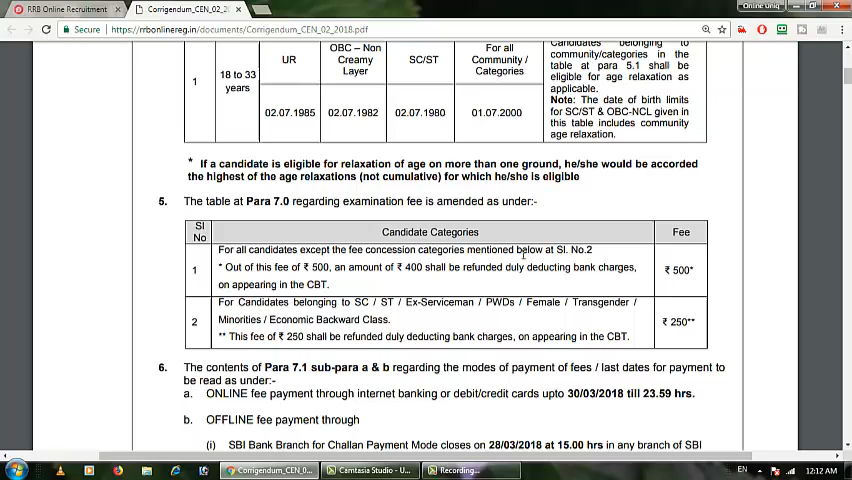 Online Uniq
RRB Online Recruitment
Corrigendum_CEN_02_2018.pdf
Secure
https://rrbonlinereg.in/documents/Corrigendum_CEN_02_2018.pdf
1
18 to 33
years
UR
OBC – Non
Creamy
Layer
SC/ST
For all
Community /
Categories
02.07.1985
02.07.1982
02.07.1980
01.07.2000
Candidates belonging to
community/categories in the
table at para 5.1 shall be
eligible for age relaxation as
applicable.
Note: The date of birth limits
for SC/ST & OBC-NCL given in
this table includes community
age relaxation.
* If a candidate is eligible for relaxation of age on more than one ground, he/she would be accorded
the highest of the age relaxations (not cumulative) for which he/she is eligible
5. The table at Para 7.0 regarding examination fee is amended as under:-
Sl
No
Candidate Categories
Fee
1
For all candidates except the fee concession categories mentioned below at Sl. No.2
* Out of this fee of ₹ 500, an amount of ₹ 400 shall be refunded duly deducting bank charges,
on appearing in the CBT.
₹ 500*
2
For Candidates belonging to SC / ST / Ex-Serviceman / PWDs / Female / Transgender /
Minorities / Economic Backward Class.
** This fee of ₹ 250 shall be refunded duly deducting bank charges, on appearing in the CBT.
₹ 250**
6. The contents of Para 7.1 sub-para a & b regarding the modes of payment of fees / last dates for payment to
be read as under:-
a. ONLINE fee payment through internet banking or debit/credit cards upto 30/03/2018 till 23.59 hrs.
b. OFFLINE fee payment through
(i) SBI Bank Branch for Challan Payment Mode closes on 28/03/2018 at 15.00 hrs in any branch of SBI
Corrigendum_CEN_0...
Camtasia Studio - U...
Recording...
EN
12:12 AM